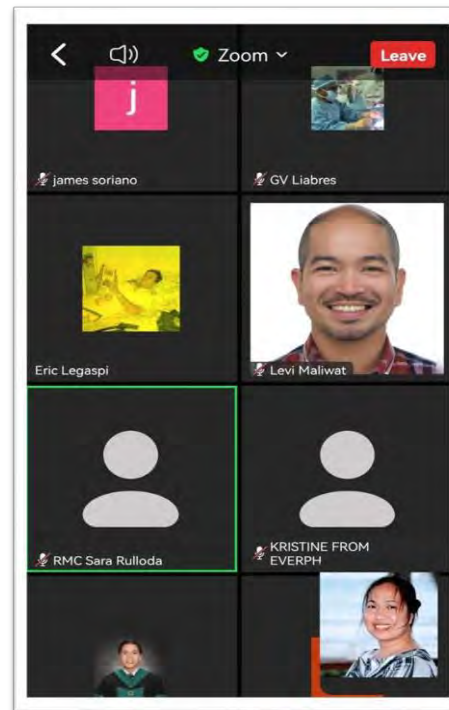 Zoom
Leave
j
james soriano
GV Liabres
Eric Legaspi
Levi Maliwat
RMC Sara Rulloda
KRISTINE FROM
EVERPH